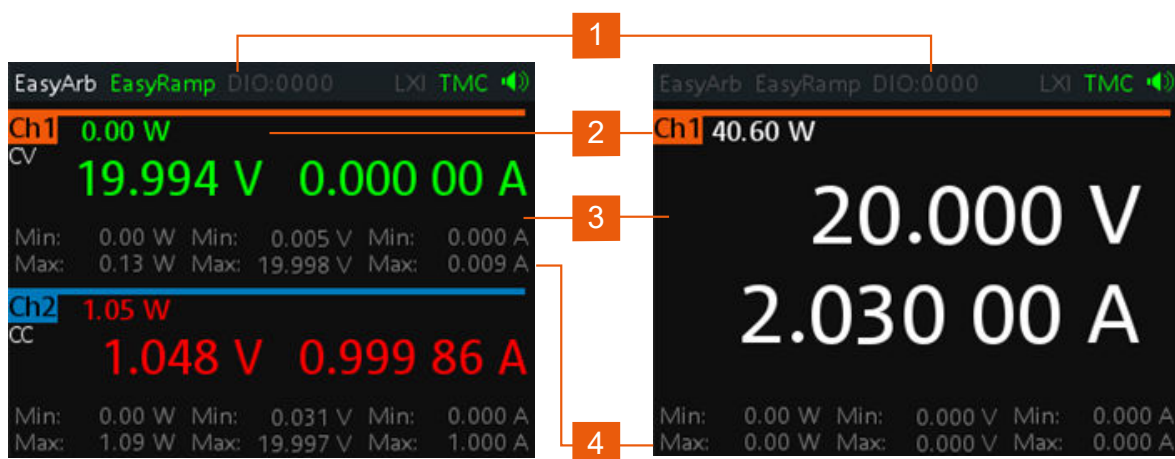 1
EasyArb EasyRamp DIO:0000 LXI TMC
Ch1 0.00 W
CV
19.994 V 0.000 00 A
Min: 0.00 W Min: 0.005 V Min: 0.000 A
Max: 0.13 W Max: 19.998 V Max: 0.009 A
Ch2 1.05 W
CC
1.048 V 0.999 86 A
Min: 0.00 W Min: 0.031 V Min: 0.000 A
Max: 1.09 W Max: 19.997 V Max: 1.000 A
2
3
4
EasyArb EasyRamp DIO:0000 LXI TMC
Ch1 40.60 W
20.000 V
2.030 00 A
Min: 0.00 W Min: 0.000 V Min: 0.000 A
Max: 0.00 W Max: 0.000 V Max: 0.000 A